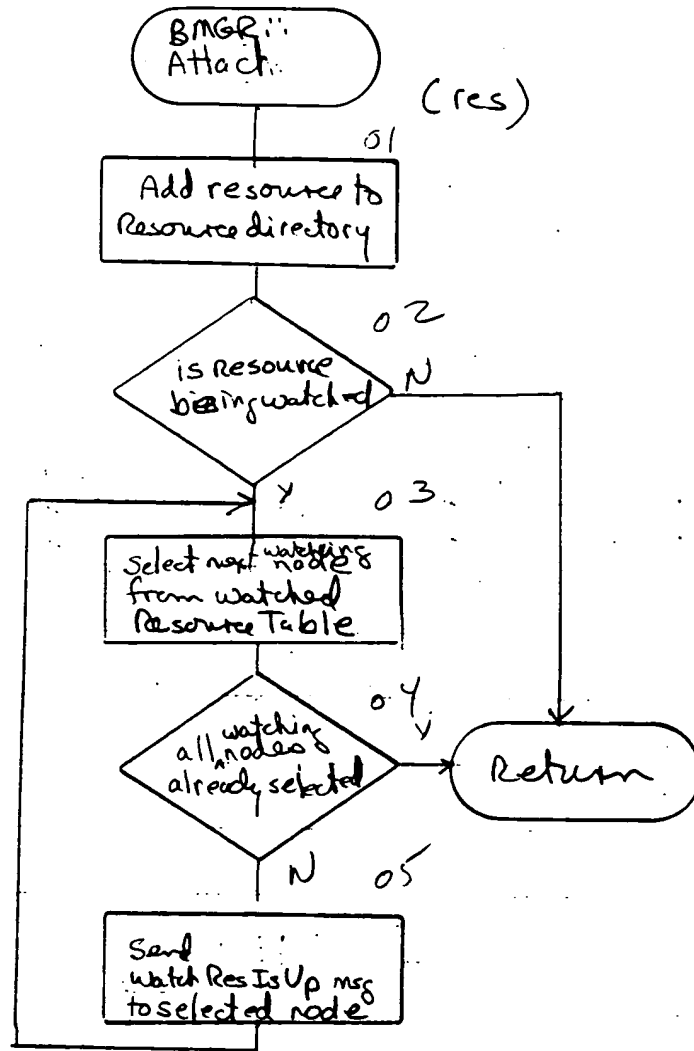 BMGR::
Attach
(res)
01
Add resource to
Resource directory
02
is Resource
being watched
N
Y
03
Select next watching node
from watched
Resource Table
04
all watching nodes
already selected
Y
Return
N
05
Send
WatchResIsUp msg
to selected node